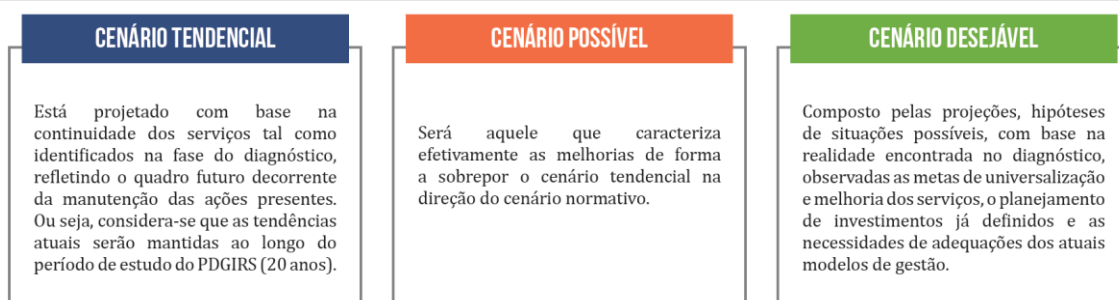 CENÁRIO TENDENCIAL
Está projetado com base na
continuidade dos serviços tal como
identificados na fase do diagnóstico,
refletindo o quadro futuro decorrente
da manutenção das ações presentes.
Ou seja, considera-se que as tendências
atuais serão mantidas ao longo do
período de estudo do PDGIRS (20 anos).
CENÁRIO POSSÍVEL
Será aquele que caracteriza
efetivamente as melhorias de forma
a sobrepor o cenário tendencial na
direção do cenário normativo.
CENÁRIO DESEJÁVEL
Composto pelas projeções, hipóteses
de situações possíveis, com base na
realidade encontrada no diagnóstico,
observadas as metas de universalização
e melhoria dos serviços, o planejamento
de investimentos já definidos e as
necessidades de adequações dos atuais
modelos de gestão.